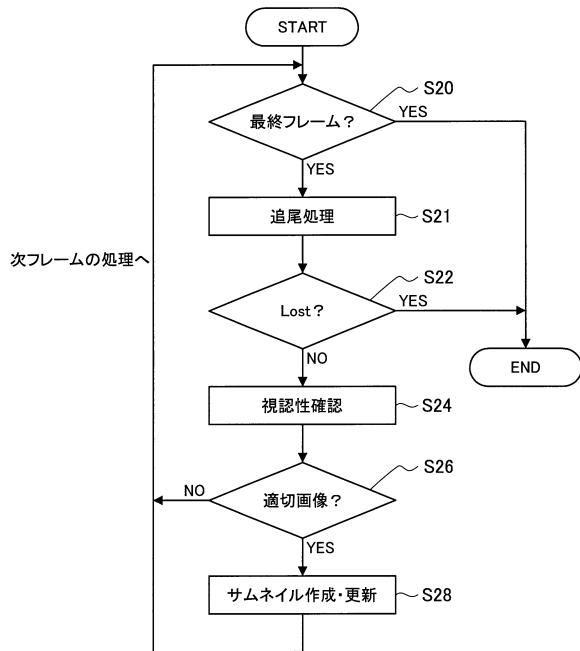 START
S20
最終フレーム?
YES
YES
追尾処理
S21
次フレームの処理へ
S22
Lost?
YES
NO
END
視認性確認
S24
S26
適切画像?
NO
YES
サムネイル作成・更新
S28